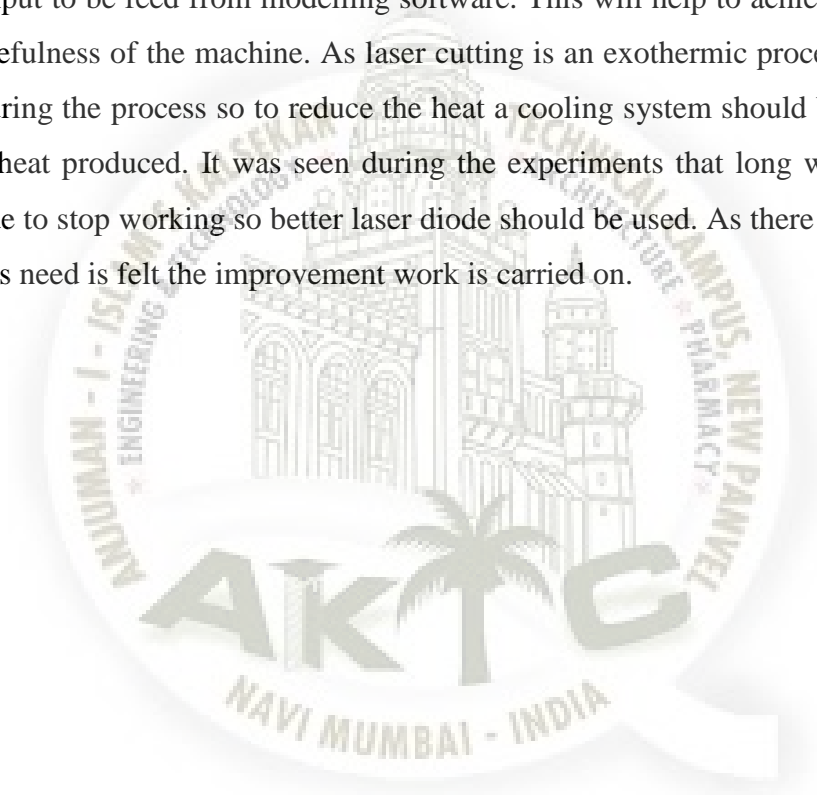 put to be feed from modelling software. This will help to achie
efulness of the machine. As laser cutting is an exothermic proc
ring the process so to reduce the heat a cooling system should
heat produced. It was seen during the experiments that long w
e to stop working so better laser diode should be used. As there
s need is felt the improvement work is carried on.
ANJUMAN - I - ISLAM'S KALSEKAR TECHNICAL CAMPUS, NEW PANVEL
ENGINEERING & TECHNOLOGY * ARCHITECTURE * PHARMACY *
AKTC
NAVI MUMBAI - INDIA